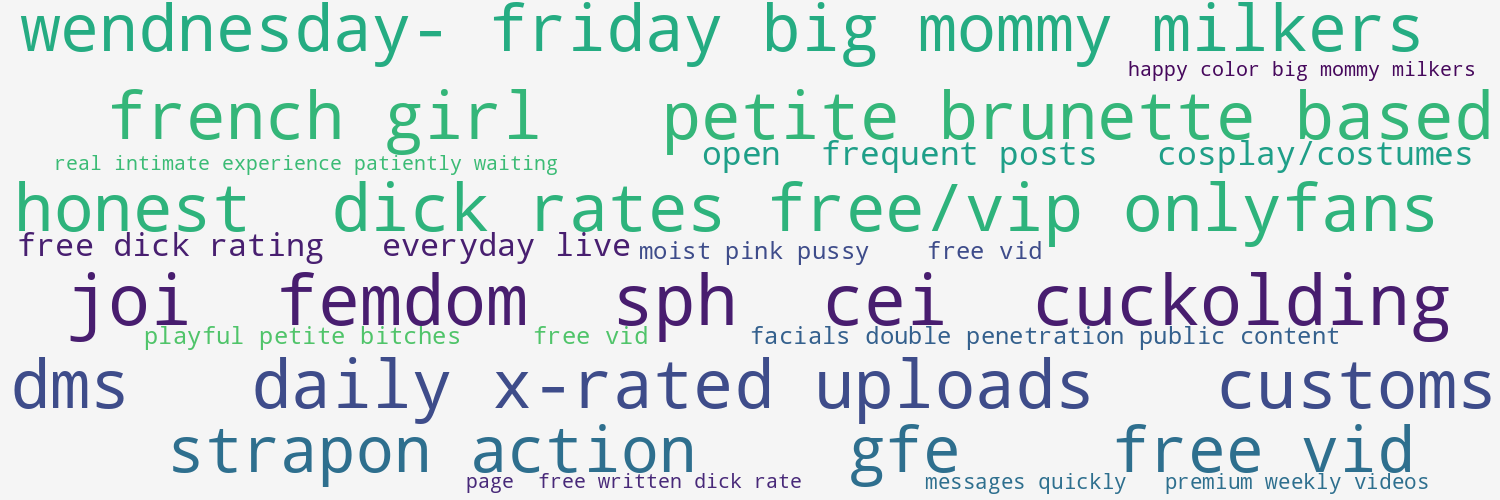 wendnesday- friday big mommy milkers
happy color big mommy milkers
french girl petite brunette based
real intimate experience patiently waiting open frequent posts cosplay/costumes
honest dick rates free/vip onlyfans
free dick rating everyday live moist pink pussy free vid
joi femdom sph cei cuckolding
playful petite bitches free vid facials double penetration public content
dms daily x-rated uploads customs
strapon action gfe free vid
page free written dick rate messages quickly premium weekly videos